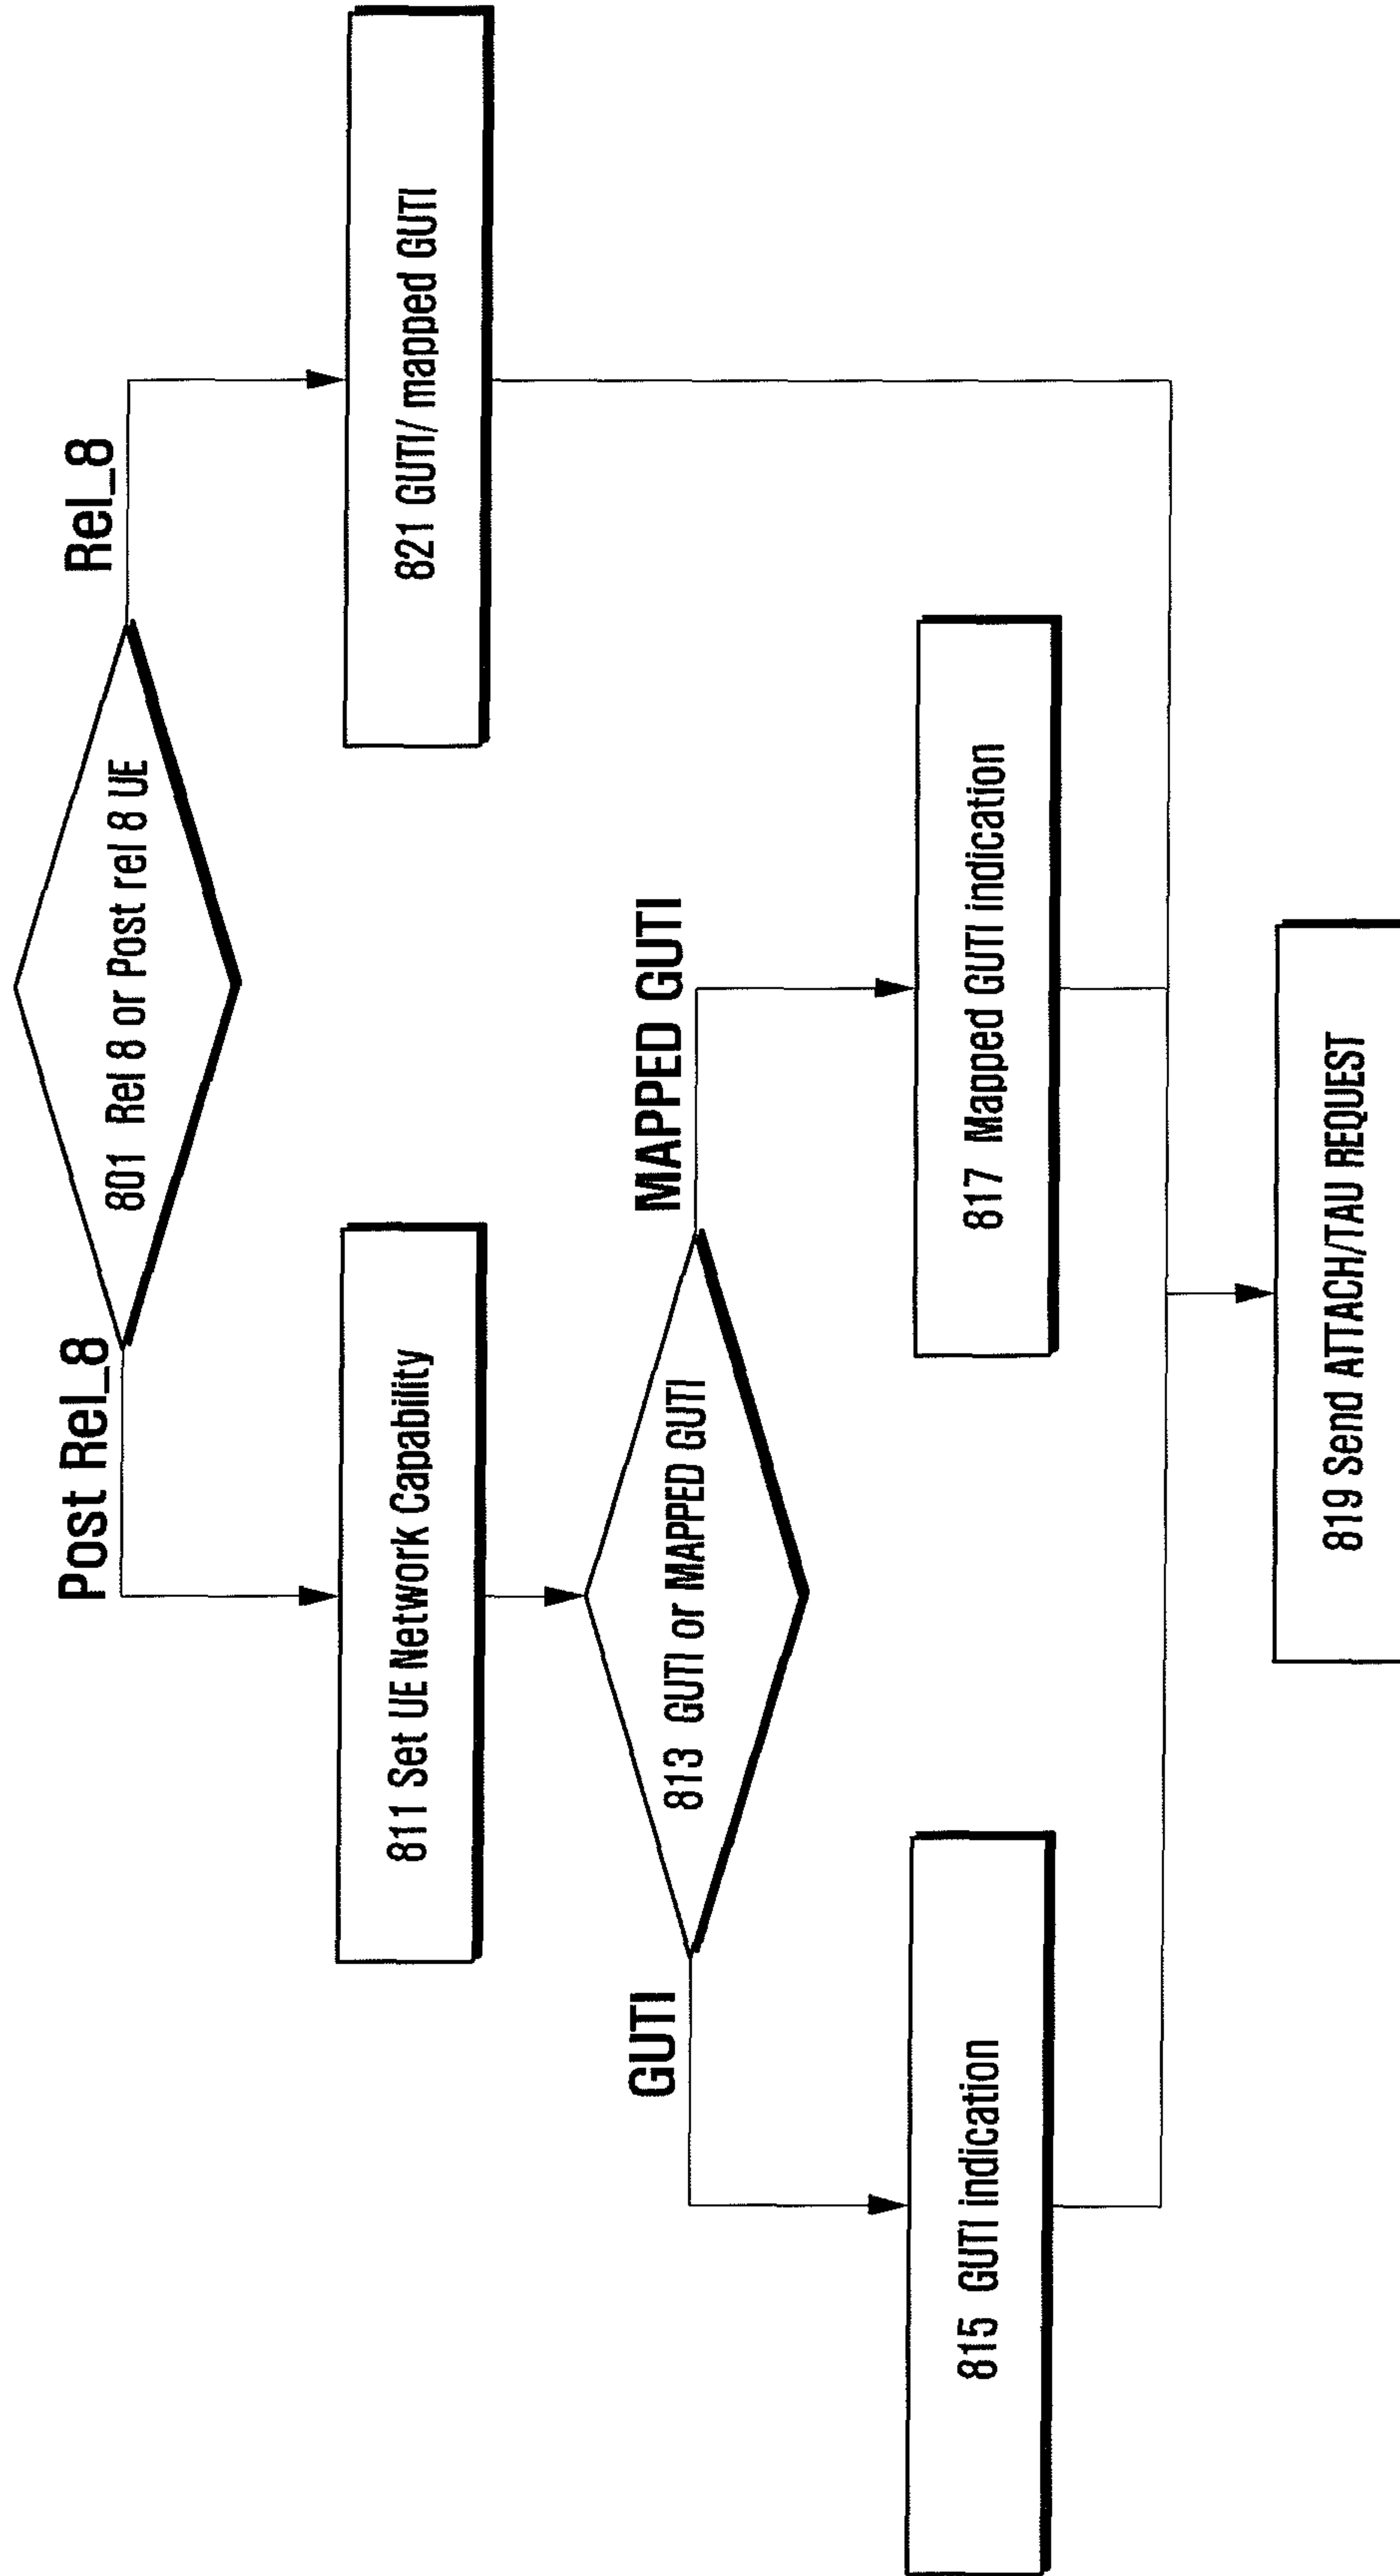 801 Rel 8 or Post rel 8 UE
Post Rel_8
Rel_8
811 Set UE Network Capability
821 GUTI/ mapped GUTI
813 GUTI or MAPPED GUTI
GUTI
MAPPED GUTI
815 GUTI indication
817 Mapped GUTI indication
819 Send ATTACH/TAU REQUEST